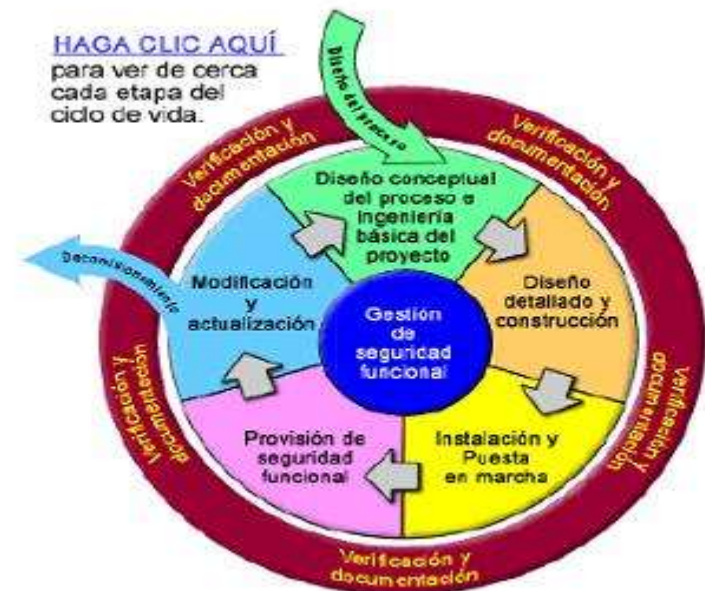 HAGA CLIC AQUÍ
para ver de cerca
cada etapa del
ciclo de vida.
Diseño del proceso
Verificación y
documentación
Verificación y
documentación
Diseño conceptual
del proceso e
Ingeniería
básica del
proyecto
Decomisionamiento
Modificación
y
actualización
Diseño
detallado y
construcción
Gestión
de
seguridad
funcional
Verificación y
documentación
Verificación y
documentación
Provisión de
seguridad
funcional
Instalación y
Puesta
en marcha
Verificación y
documentación